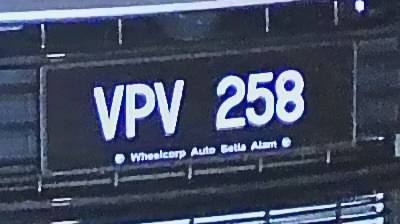 VPV 258
Wheelcorp Auto Setia Alam